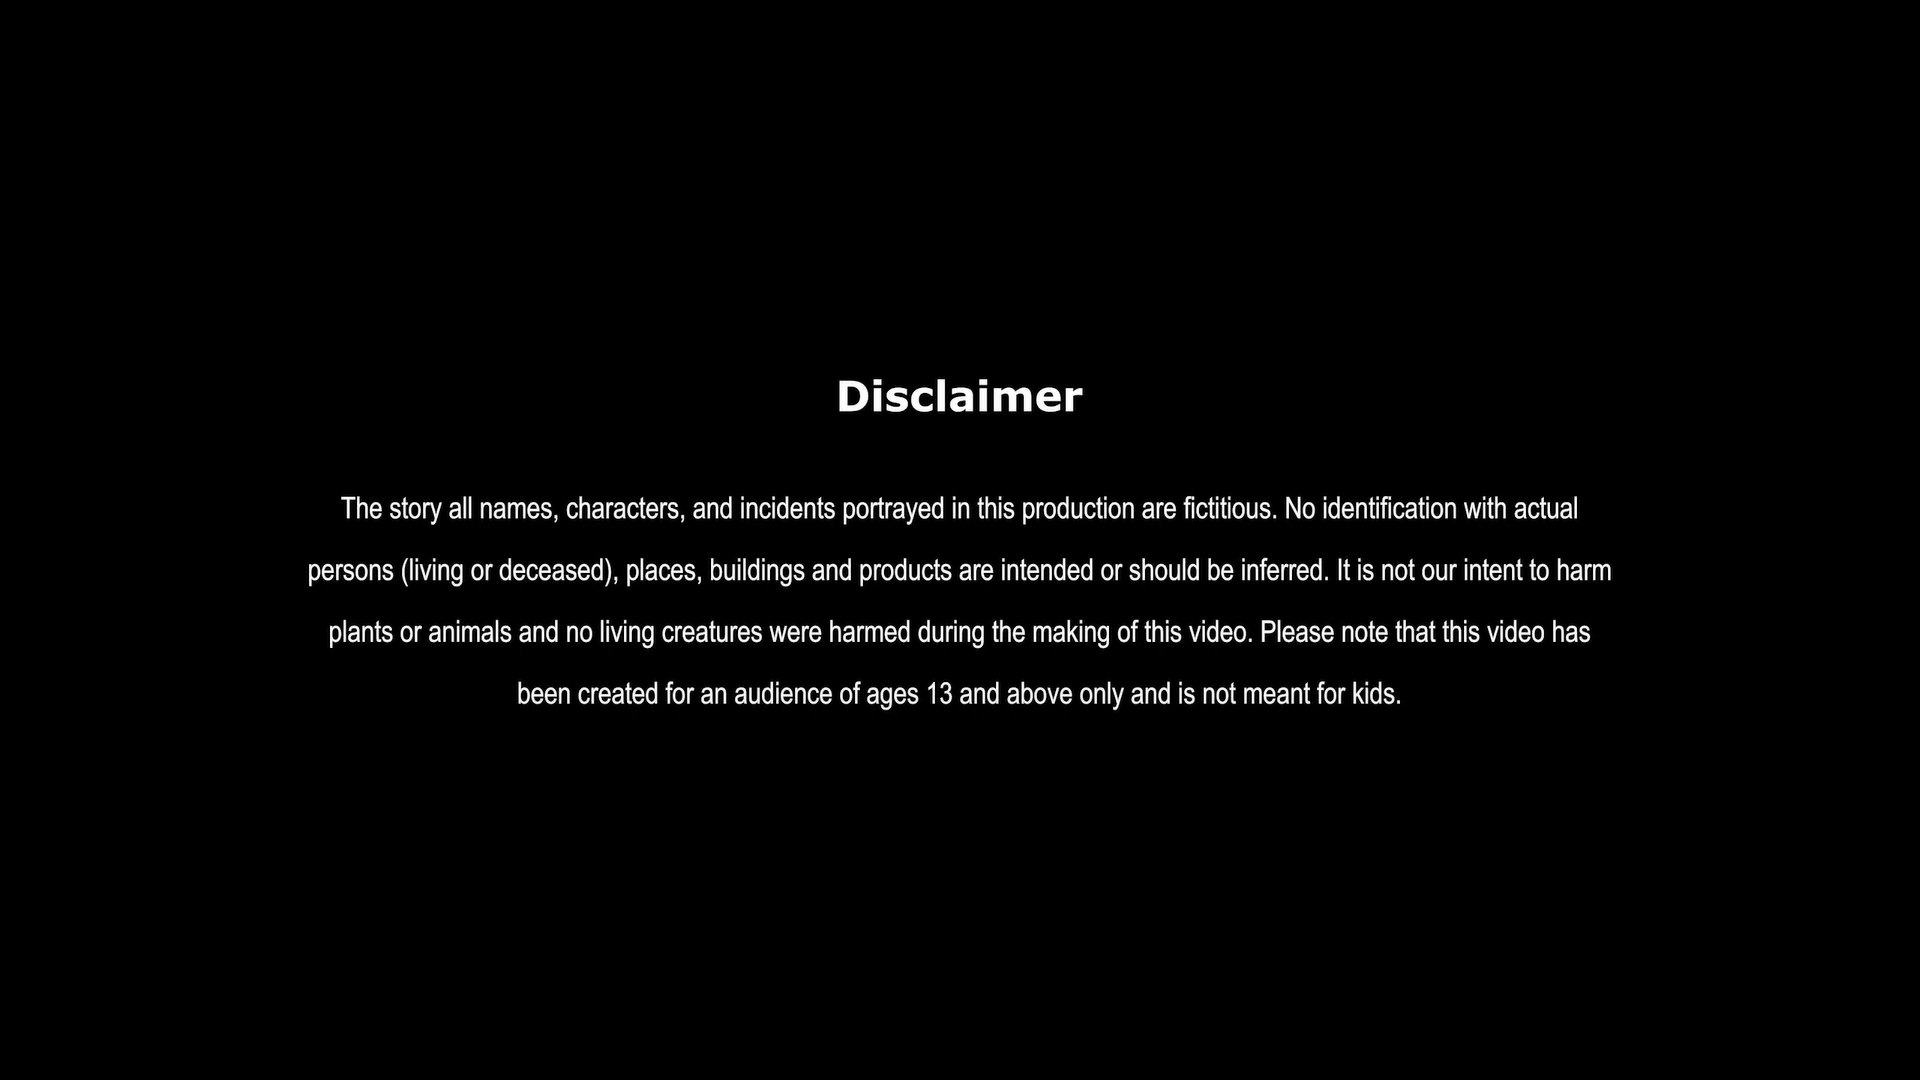 Disclaimer
The story all names, characters, and incidents portrayed in this production are fictitious. No identification with actual
persons (living or deceased), places, buildings and products are intended or should be inferred. It is not our intent to harm
plants or animals and no living creatures were harmed during the making of this video. Please note that this video has
been created for an audience of ages 13 and above only and is not meant for kids.